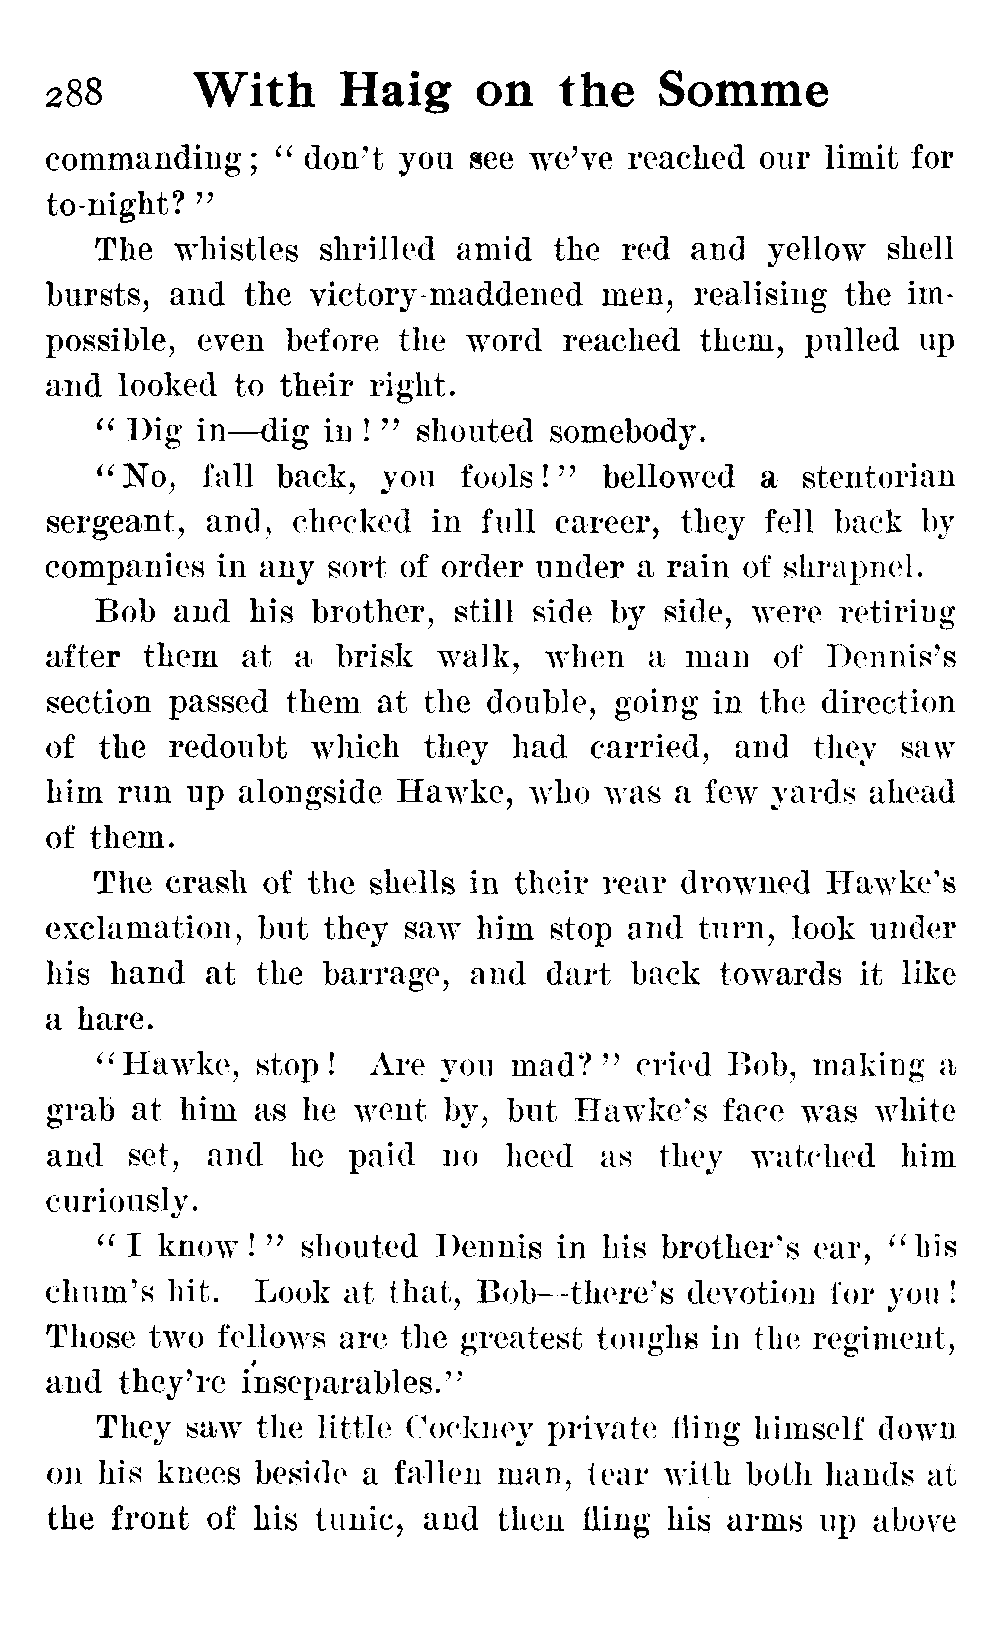 288 With Haig on the Somme
commanding; " don't you see we've reached our limit for
to-night? "
The whistles shrilled amid the red and yellow shell
bursts, and the victory-maddened men, realising the im-
possible, even before the word reached them, pulled up
and looked to their right.
" Dig in—dig in! " shouted somebody.
"No, fall back, you fools!" bellowed a stentorian
sergeant, and, checked in full career, they fell back by
companies in any sort of order under a rain of shrapnel.
Bob and his brother, still side by side, were retiring
after them at a brisk walk, when a man of Dennis's
section passed them at the double, going in the direction
of the redoubt which they had carried, and they saw
him run up alongside Hawke, who was a few yards ahead
of them.
The crash of the shells in their rear drowned Hawke's
exclamation, but they saw him stop and turn, look under
his hand at the barrage, and dart back towards it like
a hare.
"Hawke, stop! Are you mad? " cried Bob, making a
grab at him as he went by, but Hawke's face was white
and set, and he paid no heed as they watched him
curiously.
" I know! " shouted Dennis in his brother's ear, "his
chum's hit. Look at that, Bob--there's devotion for you!
Those two fellows are the greatest toughs in the regiment,
and they're inseparables."
They saw the little Cockney private fling himself down
on his knees beside a fallen man, tear with both hands at
the front of his tunic, and then fling his arms up above